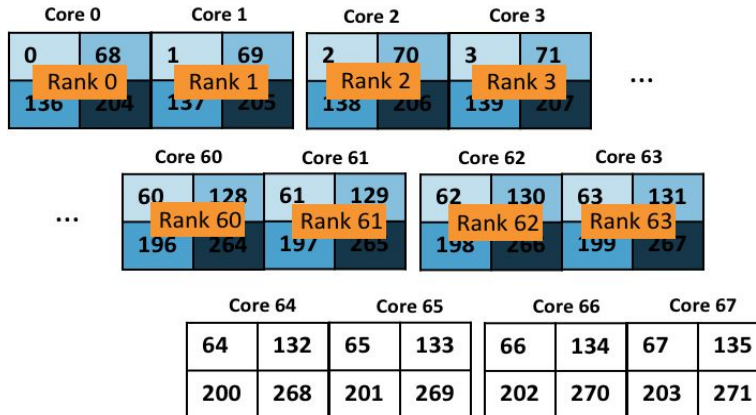 Core 0 Core 1 Core 2 Core 3
0 68 1 69 2 70 3 71
Rank 0 Rank 1 Rank 2 Rank 3 ...
136 204 137 205 138 206 139 207
Core 60 Core 61 Core 62 Core 63
60 128 61 129 62 130 63 131
... Rank 60 Rank 61 Rank 62 Rank 63
196 264 197 265 198 266 199 267
Core 64 Core 65 Core 66 Core 67
64 132 65 133 66 134 67 135
200 268 201 269 202 270 203 271